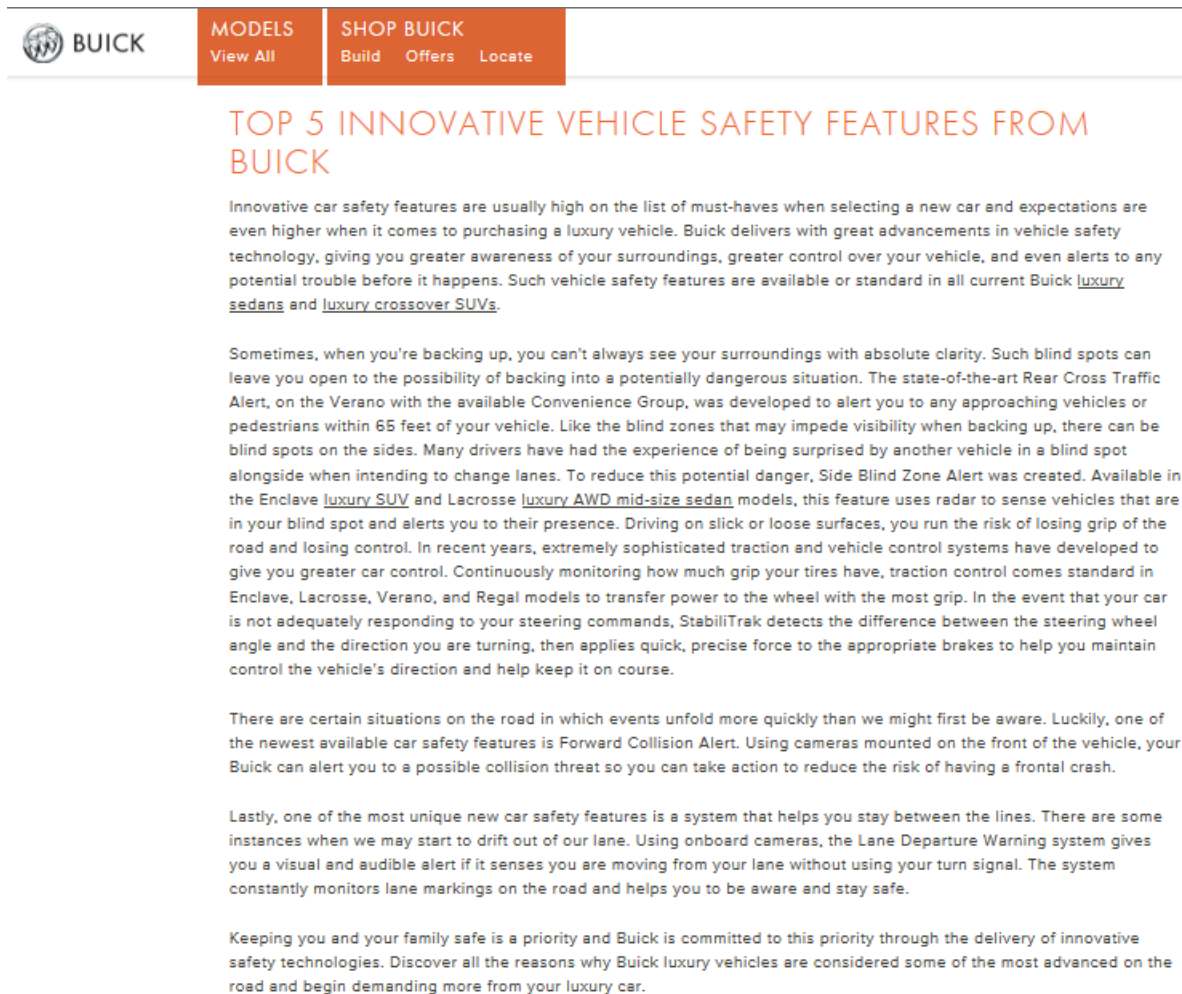 BUICK
MODELS
View All
SHOP BUICK
Build Offers Locate
TOP 5 INNOVATIVE VEHICLE SAFETY FEATURES FROM
BUICK
Innovative car safety features are usually high on the list of must-haves when selecting a new car and expectations are
even higher when it comes to purchasing a luxury vehicle. Buick delivers with great advancements in vehicle safety
technology, giving you greater awareness of your surroundings, greater control over your vehicle, and even alerts to any
potential trouble before it happens. Such vehicle safety features are available or standard in all current Buick luxury
sedans and luxury crossover SUVs.
Sometimes, when you're backing up, you can't always see your surroundings with absolute clarity. Such blind spots can
leave you open to the possibility of backing into a potentially dangerous situation. The state-of-the-art Rear Cross Traffic
Alert, on the Verano with the available Convenience Group, was developed to alert you to any approaching vehicles or
pedestrians within 65 feet of your vehicle. Like the blind zones that may impede visibility when backing up, there can be
blind spots on the sides. Many drivers have had the experience of being surprised by another vehicle in a blind spot
alongside when intending to change lanes. To reduce this potential danger, Side Blind Zone Alert was created. Available in
the Enclave luxury SUV and Lacrosse luxury AWD mid-size sedan models, this feature uses radar to sense vehicles that are
in your blind spot and alerts you to their presence. Driving on slick or loose surfaces, you run the risk of losing grip of the
road and losing control. In recent years, extremely sophisticated traction and vehicle control systems have developed to
give you greater car control. Continuously monitoring how much grip your tires have, traction control comes standard in
Enclave, Lacrosse, Verano, and Regal models to transfer power to the wheel with the most grip. In the event that your car
is not adequately responding to your steering commands, StabiliTrak detects the difference between the steering wheel
angle and the direction you are turning, then applies quick, precise force to the appropriate brakes to help you maintain
control the vehicle's direction and help keep it on course.
There are certain situations on the road in which events unfold more quickly than we might first be aware. Luckily, one of
the newest available car safety features is Forward Collision Alert. Using cameras mounted on the front of the vehicle, your
Buick can alert you to a possible collision threat so you can take action to reduce the risk of having a frontal crash.
Lastly, one of the most unique new car safety features is a system that helps you stay between the lines. There are some
instances when we may start to drift out of our lane. Using onboard cameras, the Lane Departure Warning system gives
you a visual and audible alert if it senses you are moving from your lane without using your turn signal. The system
constantly monitors lane markings on the road and helps you to be aware and stay safe.
Keeping you and your family safe is a priority and Buick is committed to this priority through the delivery of innovative
safety technologies. Discover all the reasons why Buick luxury vehicles are considered some of the most advanced on the
road and begin demanding more from your luxury car.